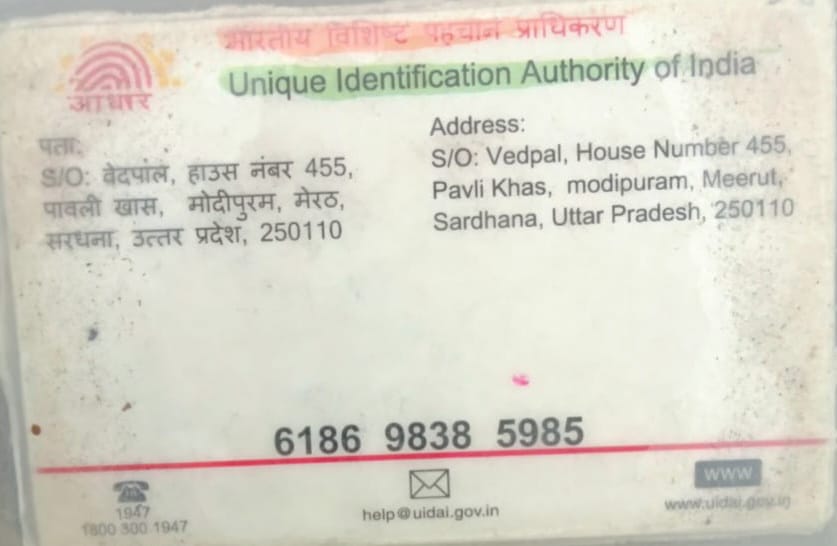 भारतीय विशिष्ट पहचान प्राधिकरण
Unique Identification Authority of India
आधार
पता:
S/O: वेदपाल, हाउस नंबर 455,
पावली खास, मोदीपुरम, मेरठ,
सरधना, उत्तर प्रदेश, 250110
Address:
S/O: Vedpal, House Number 455,
Pavli Khas, modipuram, Meerut,
Sardhana, Uttar Pradesh, 250110
6186 9838 5985
1947
1800 300 1947
help@uidai.gov.in
www
www.uidai.gov.in